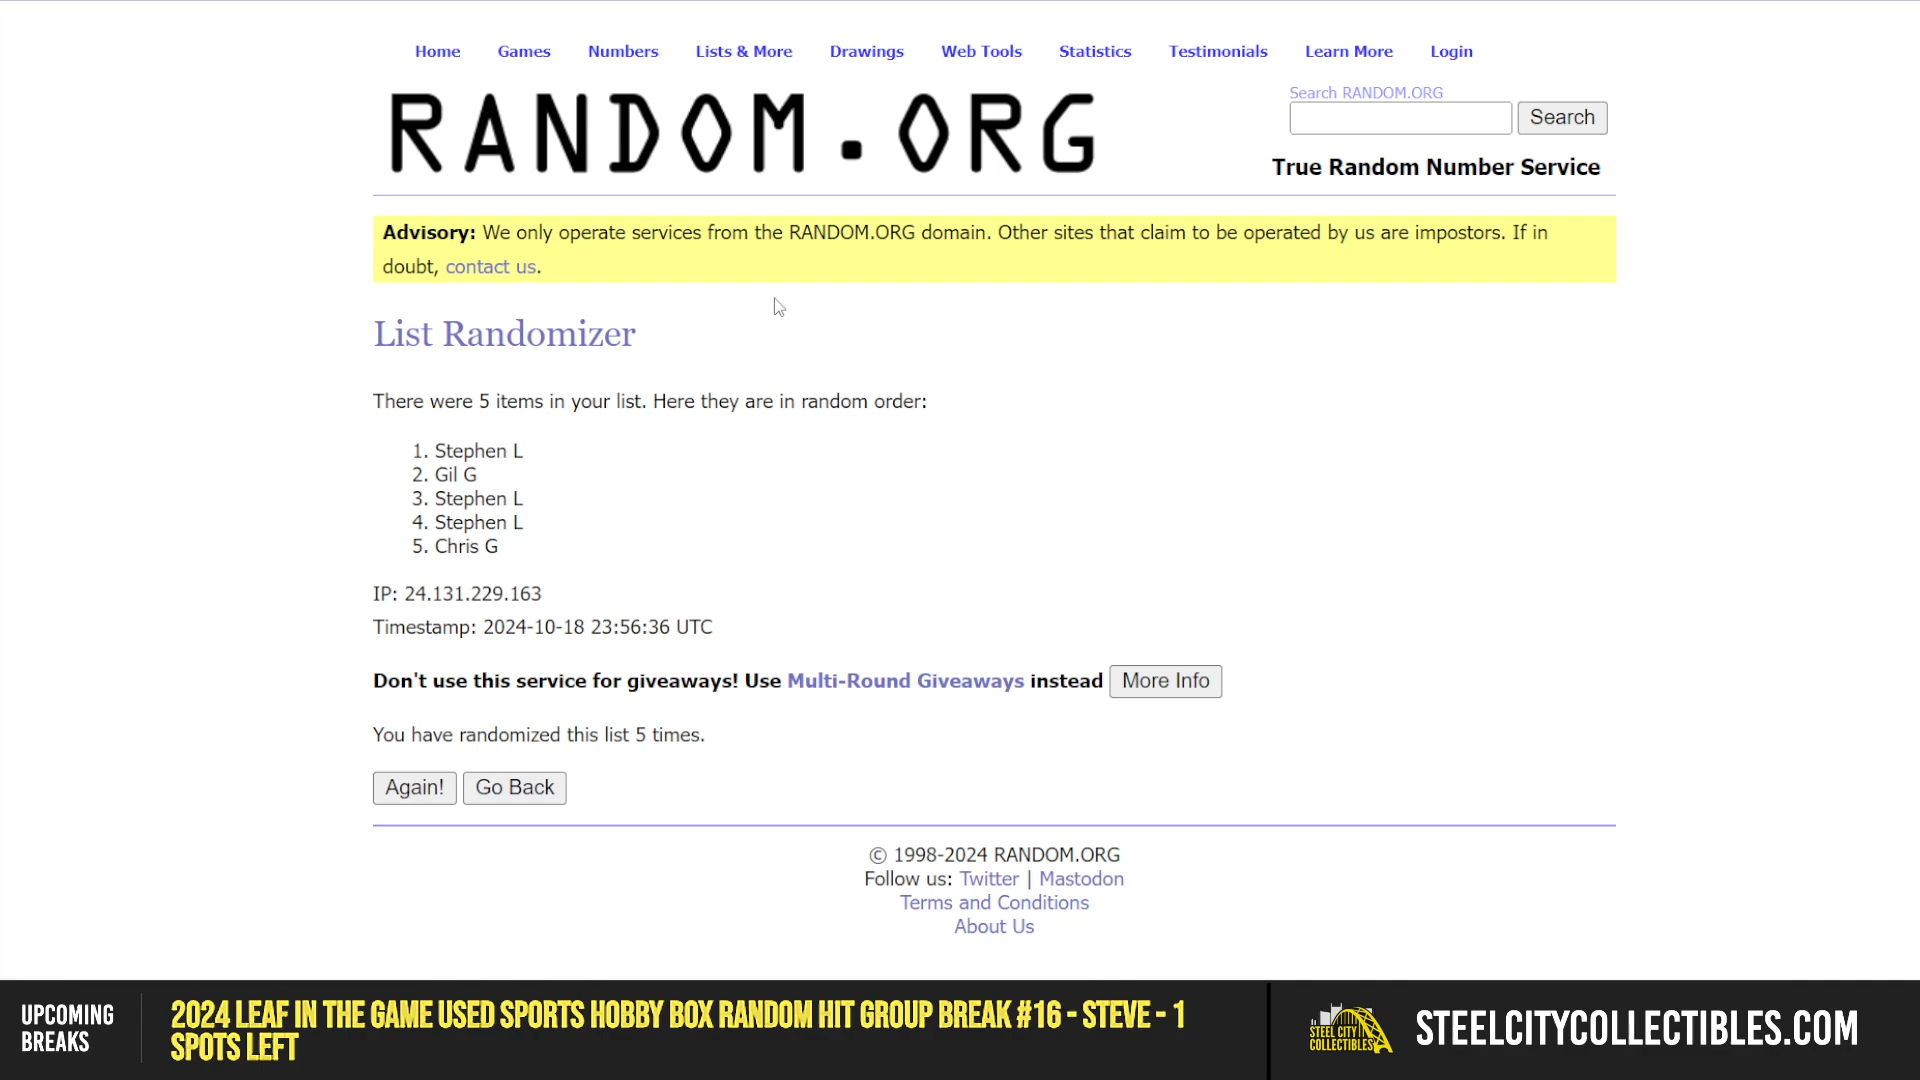 Home Games Numbers Lists & More Drawings Web Tools Statistics Testimonials Learn More Login
RANDOM.ORG
Search RANDOM.ORG
Search
True Random Number Service
Advisory: We only operate services from the RANDOM.ORG domain. Other sites that claim to be operated by us are impostors. If in
doubt, contact us.
List Randomizer
There were 5 items in your list. Here they are in random order:
1. Stephen L
2. Gil G
3. Stephen L
4. Stephen L
5. Chris G
IP: 24.131.229.163
Timestamp: 2024-10-18 23:56:36 UTC
Don't use this service for giveaways! Use Multi-Round Giveaways instead More Info
You have randomized this list 5 times.
Again! Go Back
© 1998-2024 RANDOM.ORG
Follow us: Twitter | Mastodon
Terms and Conditions
About Us
UPCOMING
BREAKS
2024 LEAF IN THE GAME USED SPORTS HOBBY BOX RANDOM HIT GROUP BREAK #16 - STEVE - 1
SPOTS LEFT
STEEL CITY
COLLECTIBLES
STEELCITYCOLLECTIBLES.COM